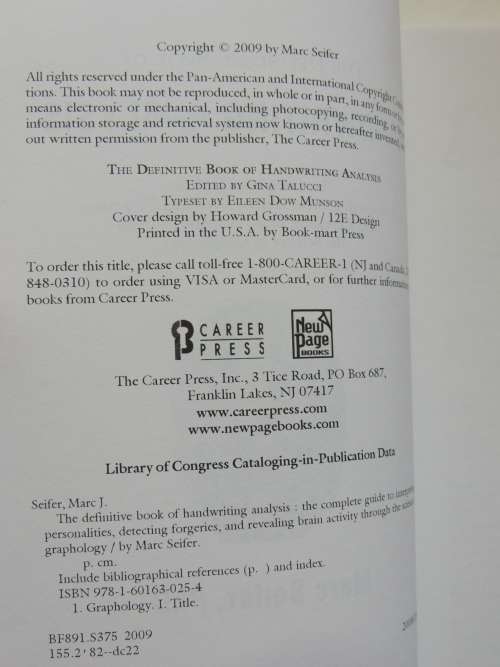 Copyright © 2009 by Marc Seifer
All rights reserved under the Pan-American and International Copyright
tions. This book may not be reproduced, in whole or in part, in any form or
means electronic or mechanical, including photocopying, recording, or
information storage and retrieval system now known or hereafter invented,
out written permission from the publisher, The Career Press.
THE DEFINITIVE BOOK OF HANDWRITING ANALYSIS
EDITED BY GINA TALUCCI
TYPESET BY EILEEN DOW MUNSON
Cover design by Howard Grossman / 12E Design
Printed in the U.S.A. by Book-mart Press
To order this title, please call toll-free 1-800-CAREER-1 (NJ and Canada:
848-0310) to order using VISA or MasterCard, or for further
books from Career Press.
CAREER
PRESS
New
Page
BOOKS
The Career Press, Inc., 3 Tice Road, PO Box 687,
Franklin Lakes, NJ 07417
www.careerpress.com
www.newpagebooks.com
Library of Congress Cataloging-in-Publication Data
Seifer, Marc J.
The definitive book of handwriting analysis : the complete guide to
personalities, detecting forgeries, and revealing brain activity through the
graphology / by Marc Seifer.
p. cm.
Include bibliographical references (p. ) and index.
ISBN 978-1-60163-025-4
1. Graphology. I. Title.
BF891.S375 2009
155.2'82--dc22